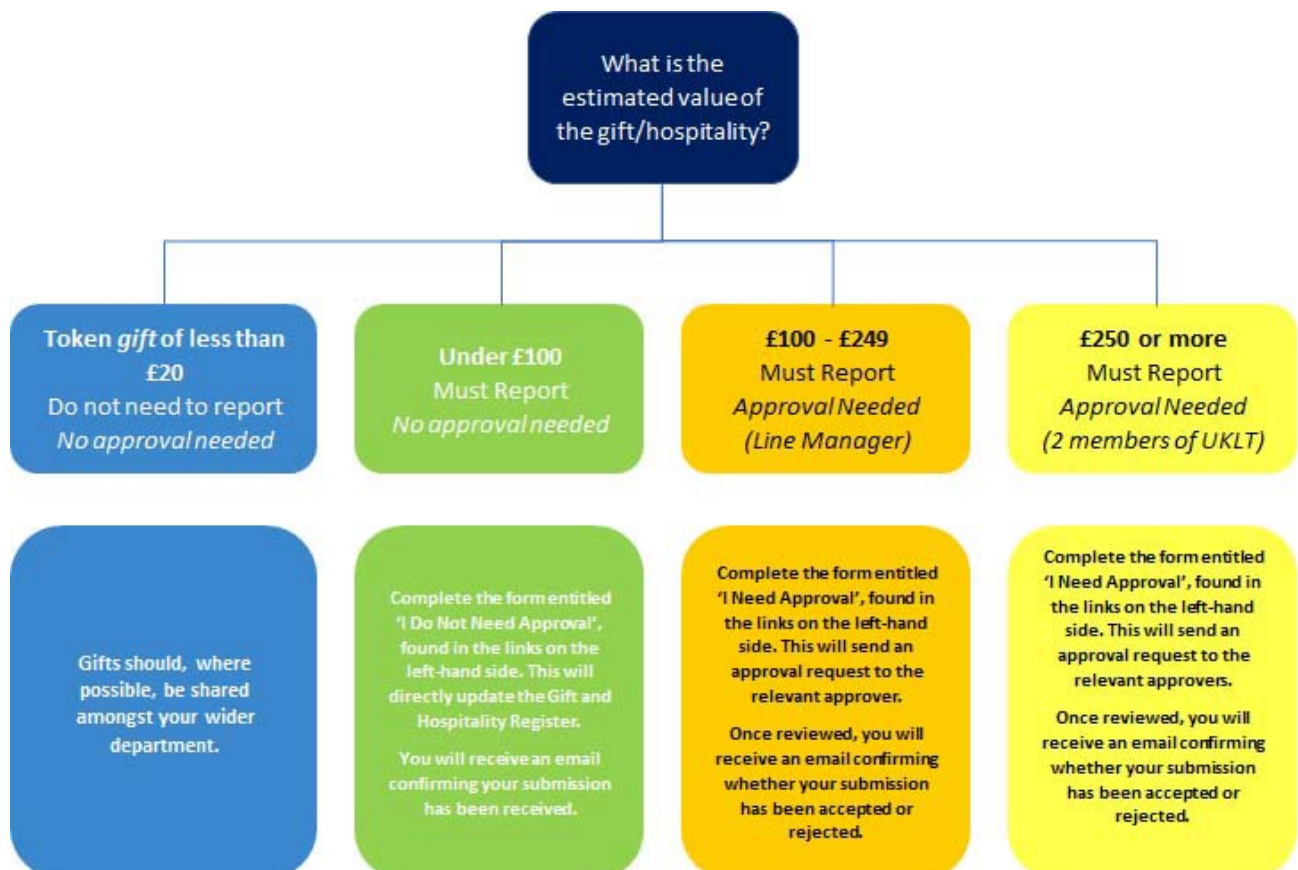 What is the
estimated value of
the gift/hospitality?
Token gift of less than
£20
Do not need to report
No approval needed
Under £100
Must Report
No approval needed
£100 - £249
Must Report
Approval Needed
(Line Manager)
£250 or more
Must Report
Approval Needed
(2 members of UKLT)
Gifts should, where
possible, be shared
amongst your wider
department.
Complete the form entitled
‘I Do Not Need Approval’,
found in the links on the
left-hand side. This will
directly update the Gift and
Hospitality Register.
You will receive an email
confirming your submission
has been received.
Complete the form entitled
‘I Need Approval’, found in
the links on the left-hand
side. This will send an
approval request to the
relevant approver.
Once reviewed, you will
receive an email confirming
whether your submission
has been accepted or
rejected.
Complete the form entitled
‘I Need Approval’, found in
the links on the left-hand
side. This will send an
approval request to the
relevant approvers.
Once reviewed, you will
receive an email confirming
whether your submission
has been accepted or
rejected.